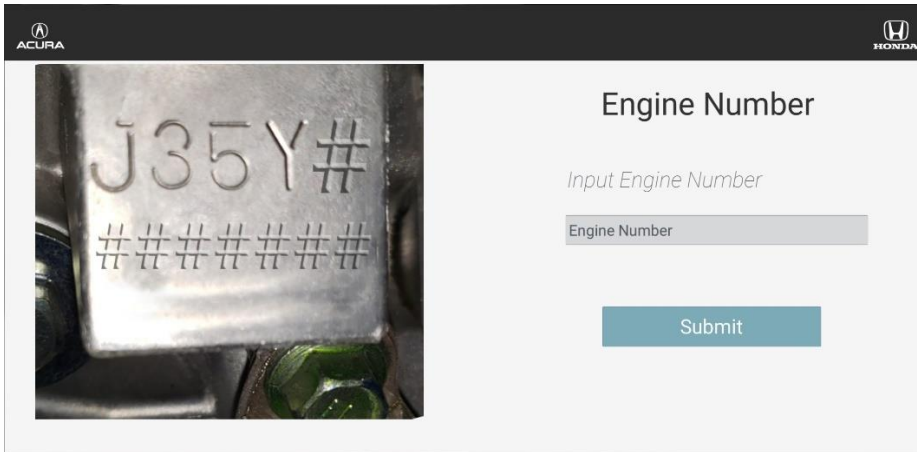 ACURA
HONDA
J35Y#
#######
Engine Number
Input Engine Number
Engine Number
Submit